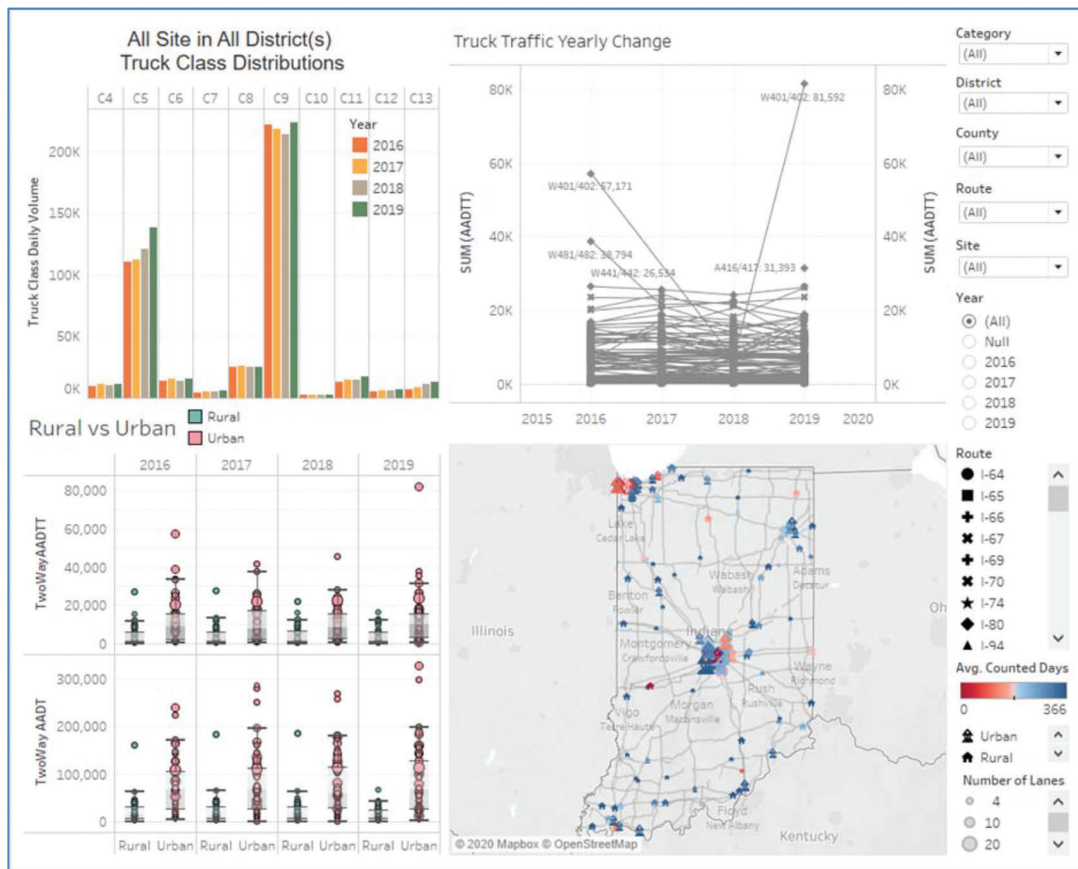 All Site in All District(s)
Truck Class Distributions
C4 C5 C6 C7 C8 C9 C10 C11 C12 C13
Truck Class Daily Volume
200K
150K
100K
50K
0K
Year
2016
2017
2018
2019
Truck Traffic Yearly Change
SUM (AADTT)
80K
60K
40K
20K
0K
W401/402: 81,592
W401/402: 57,171
W481/482: 38,794
W441/442: 26,534
A416/417: 31,393
80K
60K
40K
20K
0K
SUM (AADTT)
2015 2016 2017 2018 2019 2020
Category
(All)
District
(All)
County
(All)
Route
(All)
Site
(All)
Year
(All)
Null
2016
2017
2018
2019
Rural vs Urban
Rural
Urban
2016 2017 2018 2019
TwoWayAADTT
80,000
60,000
40,000
20,000
0
TwoWay AADT
300,000
200,000
100,000
0
Rural Urban Rural Urban Rural Urban Rural Urban
Lake
Cedar Lake
Wabash
Wabash
Adams
Decatur
Benton
Fowler
Illinois
Indian
Oh
Montgomery
Crawfordsville
Wayne
Richmond
Rush
Rushville
Morgan
Martinsville
Vigo
Terre Haute
Floyd
New Albany
Kentucky
© 2020 Mapbox © OpenStreetMap
Route
I-64
I-65
I-66
I-67
I-69
I-70
I-74
I-80
I-94
Avg. Counted Days
0 366
Urban
Rural
Number of Lanes
4
10
20